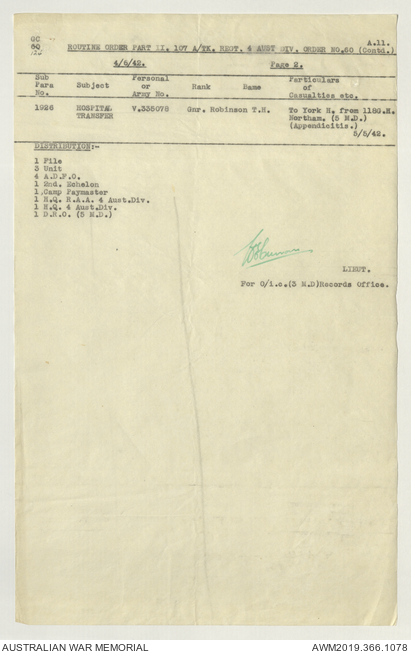 GC
A.11.
ROUTINE ORDER PART II. 107 A/TK. REGT. 4 AUST DIV. ORDER NO.60 (Contd.)
4/6/42. Page 2.
Sub Para No. Subject Personal or Army No. Rank Name Particulars of Casualties etc.
1926 HOSPITAL TRANSFER V.335078 Gnr. Robinson T.H. To York H. from 118G.H.
Northam. (5 M.D.)
(Appendicitis.)
5/5/42.
DISTRIBUTION:-
1 File
3 Unit
4 A.D.F.O.
1 2nd. Echelon
1 Camp Paymaster
1 H.Q. R.A.A. 4 Aust.Div.
1 H.Q. 4 Aust.Div.
1 D.R.O. (5 M.D.)
LIEUT.
For O/i.c.(3 M.D)Records Office.
AUSTRALIAN WAR MEMORIAL AWM2019.366.1078